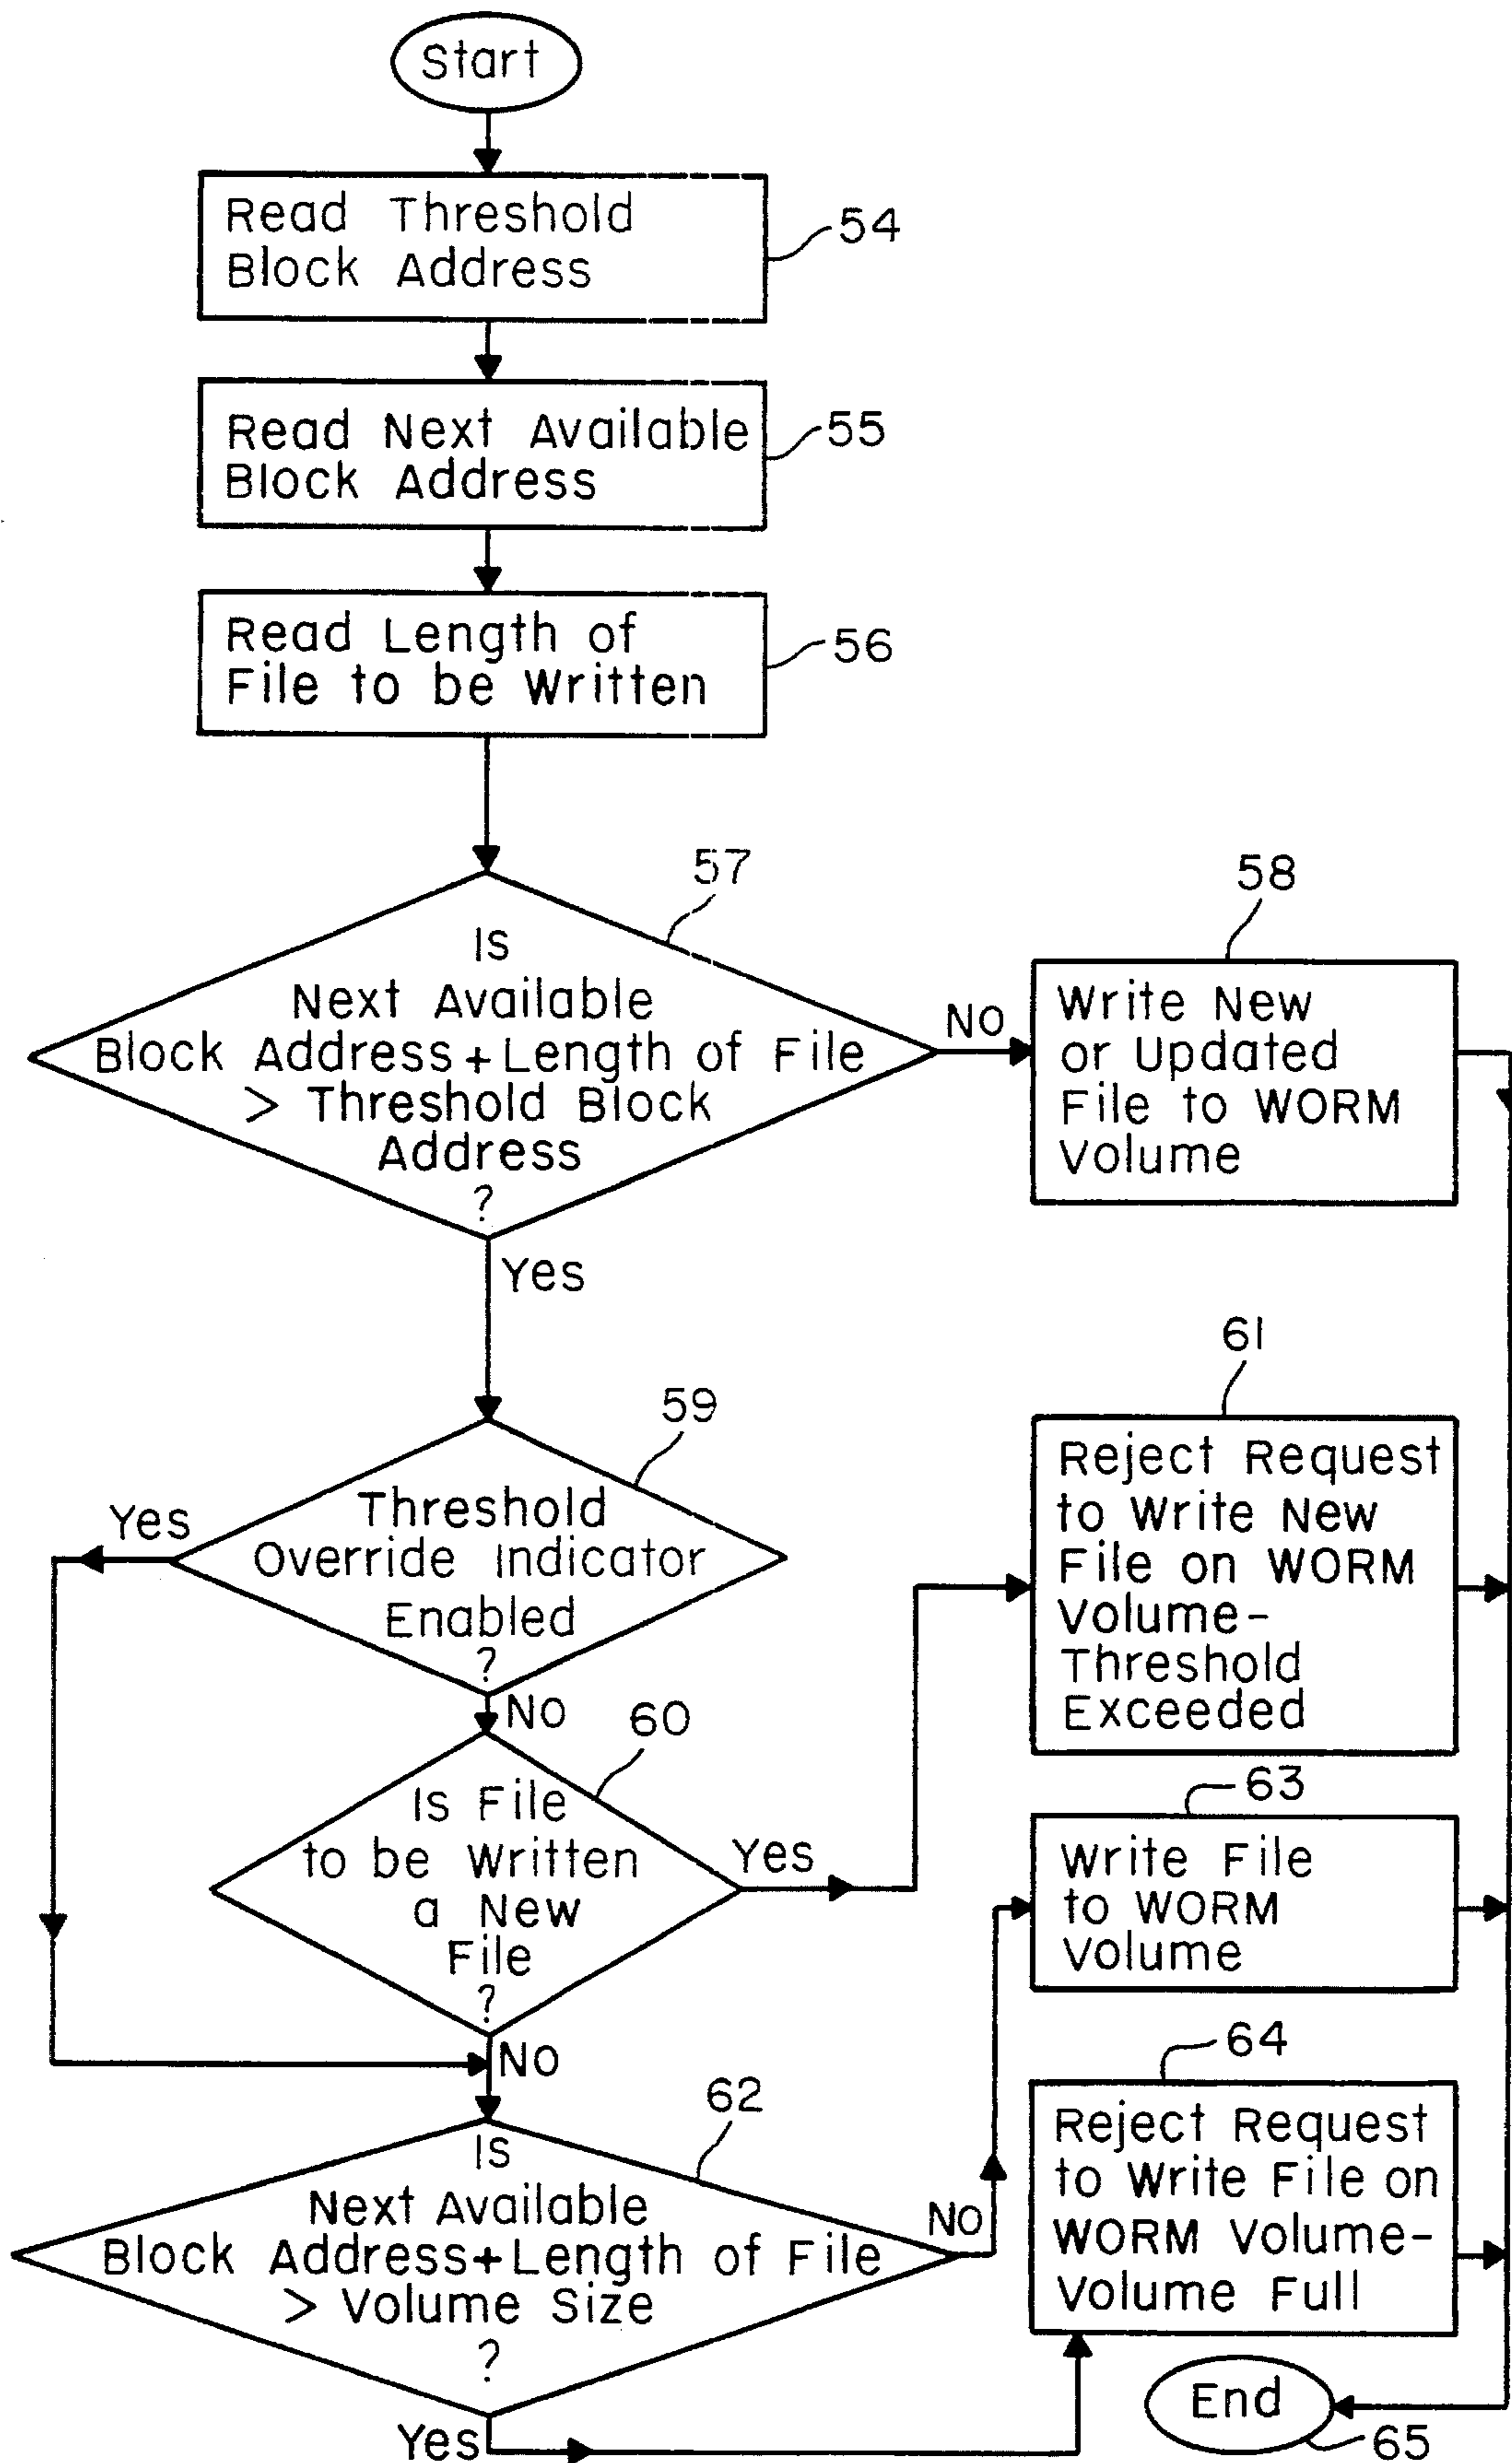 Start
Read Threshold
Block Address
54
Read Next Available
Block Address
55
Read Length of
File to be Written
56
57
Is
Next Available
Block Address+Length of File
> Threshold Block
Address
?
NO
Yes
58
Write New
or Updated
File to WORM
Volume
59
Threshold
Override Indicator
Enabled
?
Yes
NO
60
Is File
to be Written
a New
File
?
Yes
NO
61
Reject Request
to Write New
File on WORM
Volume-
Threshold
Exceeded
62
Is
Next Available
Block Address+Length of File
> Volume Size
?
NO
Yes
63
Write File
to WORM
Volume
64
Reject Request
to Write File on
WORM Volume-
Volume Full
End
65